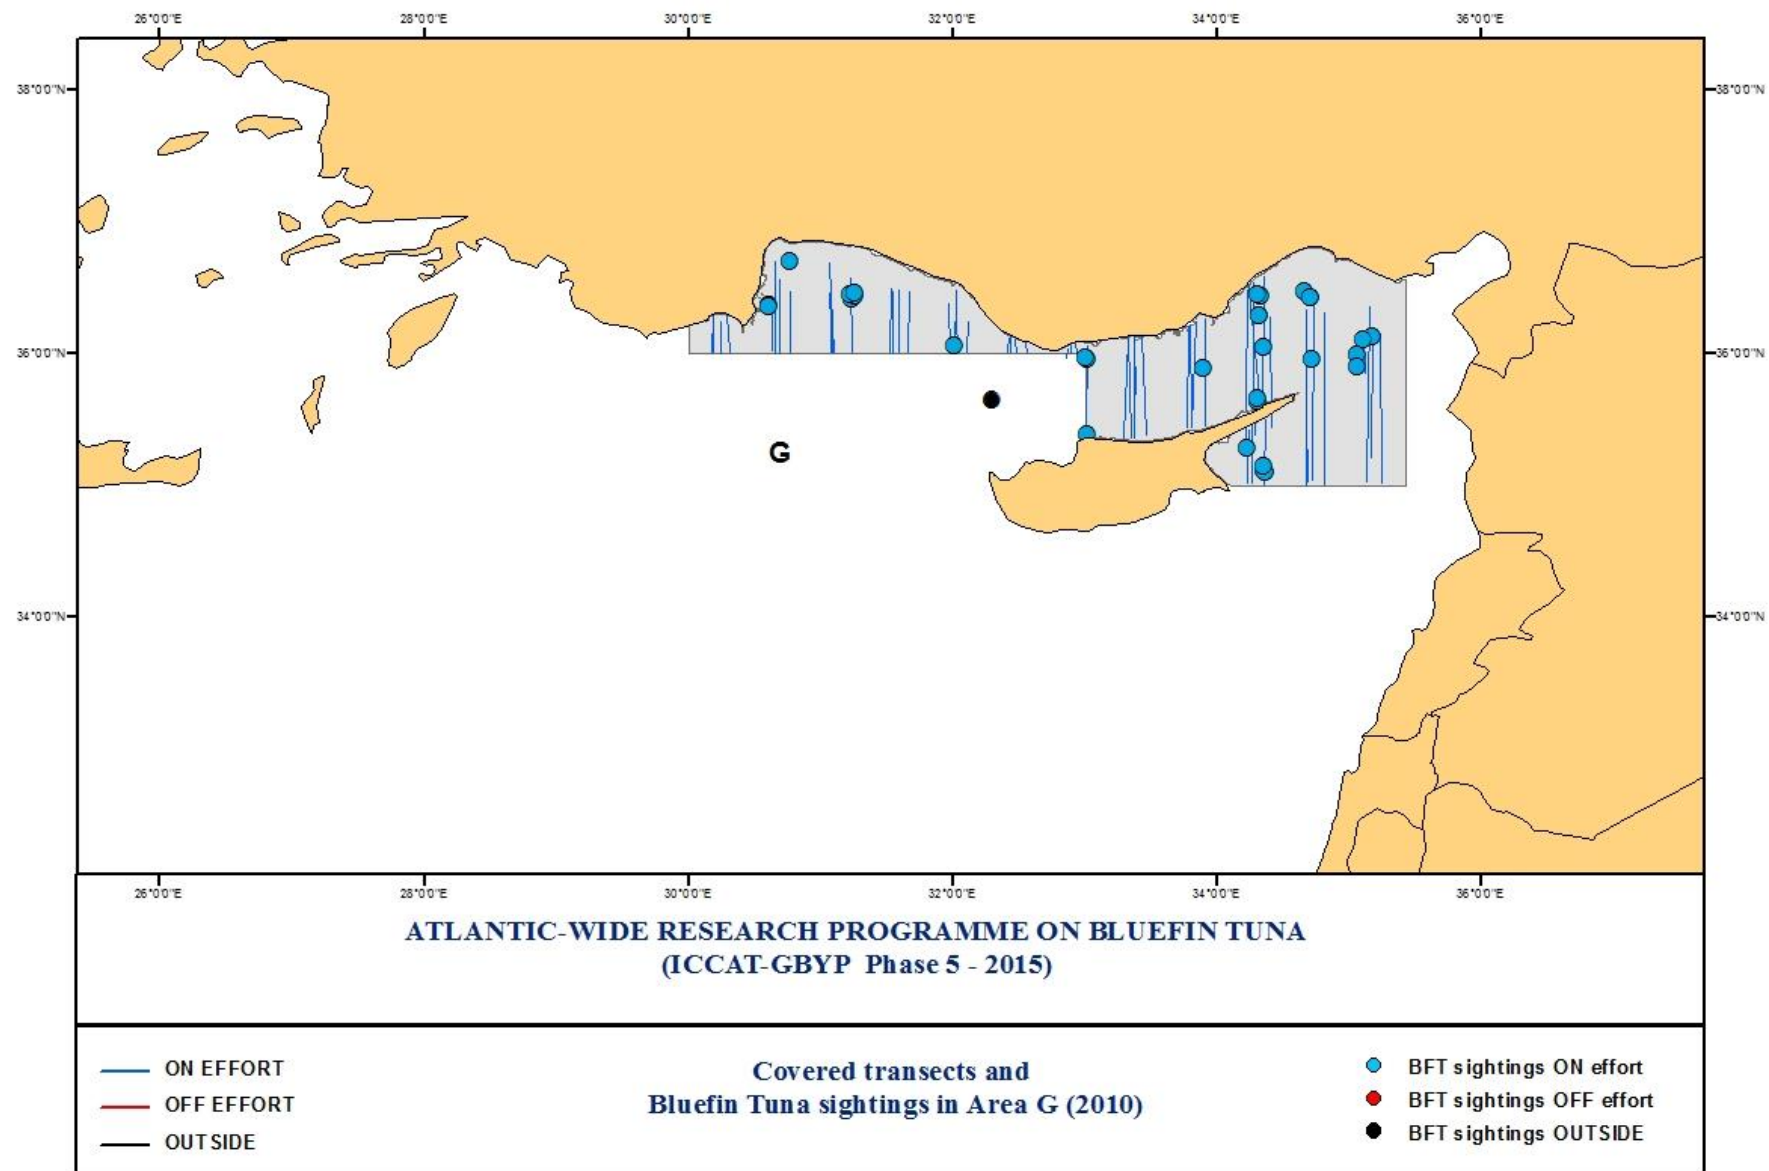 26°0'0"E 28°0'0"E 30°0'0"E 32°0'0"E 34°0'0"E 36°0'0"E
38°0'0"N 38°0'0"N
36°0'0"N 36°0'0"N
G
34°0'0"N 34°0'0"N
26°0'0"E 28°0'0"E 30°0'0"E 32°0'0"E 34°0'0"E 36°0'0"E
ATLANTIC-WIDE RESEARCH PROGRAMME ON BLUEFIN TUNA
(ICCAT-GBYP Phase 5 - 2015)
ON EFFORT
OFF EFFORT
OUTSIDE
Covered transects and
Bluefin Tuna sightings in Area G (2010)
BFT sightings ON effort
BFT sightings OFF effort
BFT sightings OUTSIDE